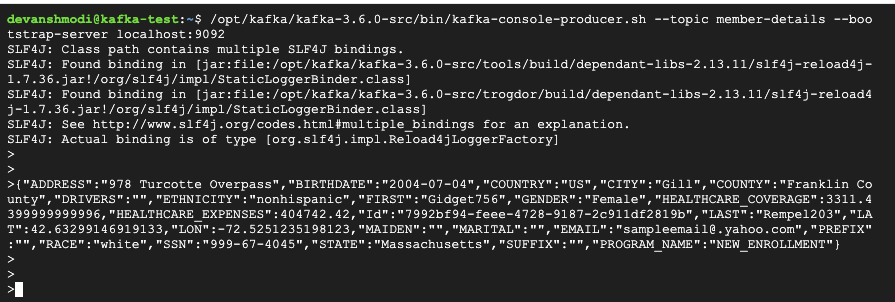 devanshmodi@kafka-test:~$ /opt/kafka/kafka-3.6.0-src/bin/kafka-console-producer.sh --topic member-details --boo
tstrap-server localhost:9092
SLF4J: Class path contains multiple SLF4J bindings.
SLF4J: Found binding in [jar:file:/opt/kafka/kafka-3.6.0-src/tools/build/dependant-libs-2.13.11/slf4j-reload4j-
1.7.36.jar!/org/slf4j/impl/StaticLoggerBinder.class]
SLF4J: Found binding in [jar:file:/opt/kafka/kafka-3.6.0-src/trogdor/build/dependant-libs-2.13.11/slf4j-reload4
j-1.7.36.jar!/org/slf4j/impl/StaticLoggerBinder.class]
SLF4J: See http://www.slf4j.org/codes.html#multiple_bindings for an explanation.
SLF4J: Actual binding is of type [org.slf4j.impl.Reload4jLoggerFactory]
>
>
>{"ADDRESS":"978 Turcotte Overpass","BIRTHDATE":"2004-07-04","COUNTRY":"US","CITY":"Gill","COUNTY":"Franklin Co
unty","DRIVERS":"","ETHNICITY":"nonhispanic","FIRST":"Gidget756","GENDER":"Female","HEALTHCARE_COVERAGE":3311.4
399999999996,"HEALTHCARE_EXPENSES":404742.42,"Id":"7992bf94-feee-4728-9187-2c911df2819b","LAST":"Rempel203","LA
T":42.63299146919133,"LON":-72.5251235198123,"MAIDEN":"","MARITAL":"","EMAIL":"sampleemail@.yahoo.com","PREFIX"
:"","RACE":"white","SSN":"999-67-4045","STATE":"Massachusetts","SUFFIX":"","PROGRAM_NAME":"NEW_ENROLLMENT"}
>
>
>